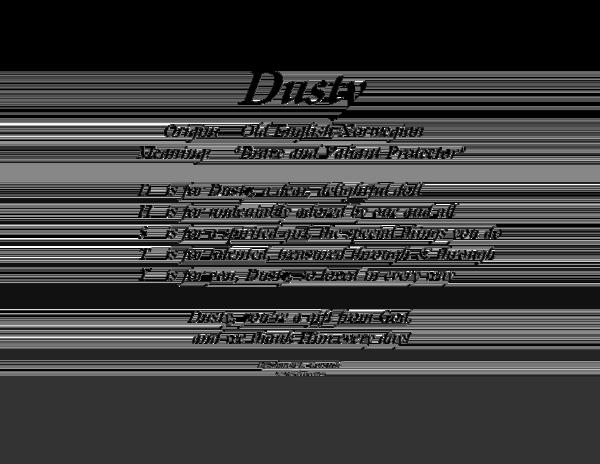 Dusty
Origin: Old English-Norwegian
Meaning: "Brave and Valiant Protector"
D is for Dusty, a dear, delightful doll
U is for undeniably adored by one and all
S is for a spirited girl, the special things you do
T is for talented, treasured through & through
Y is for you, Dusty, so loved in every way
Dusty, you're a gift from God,
and we thank Him every day!